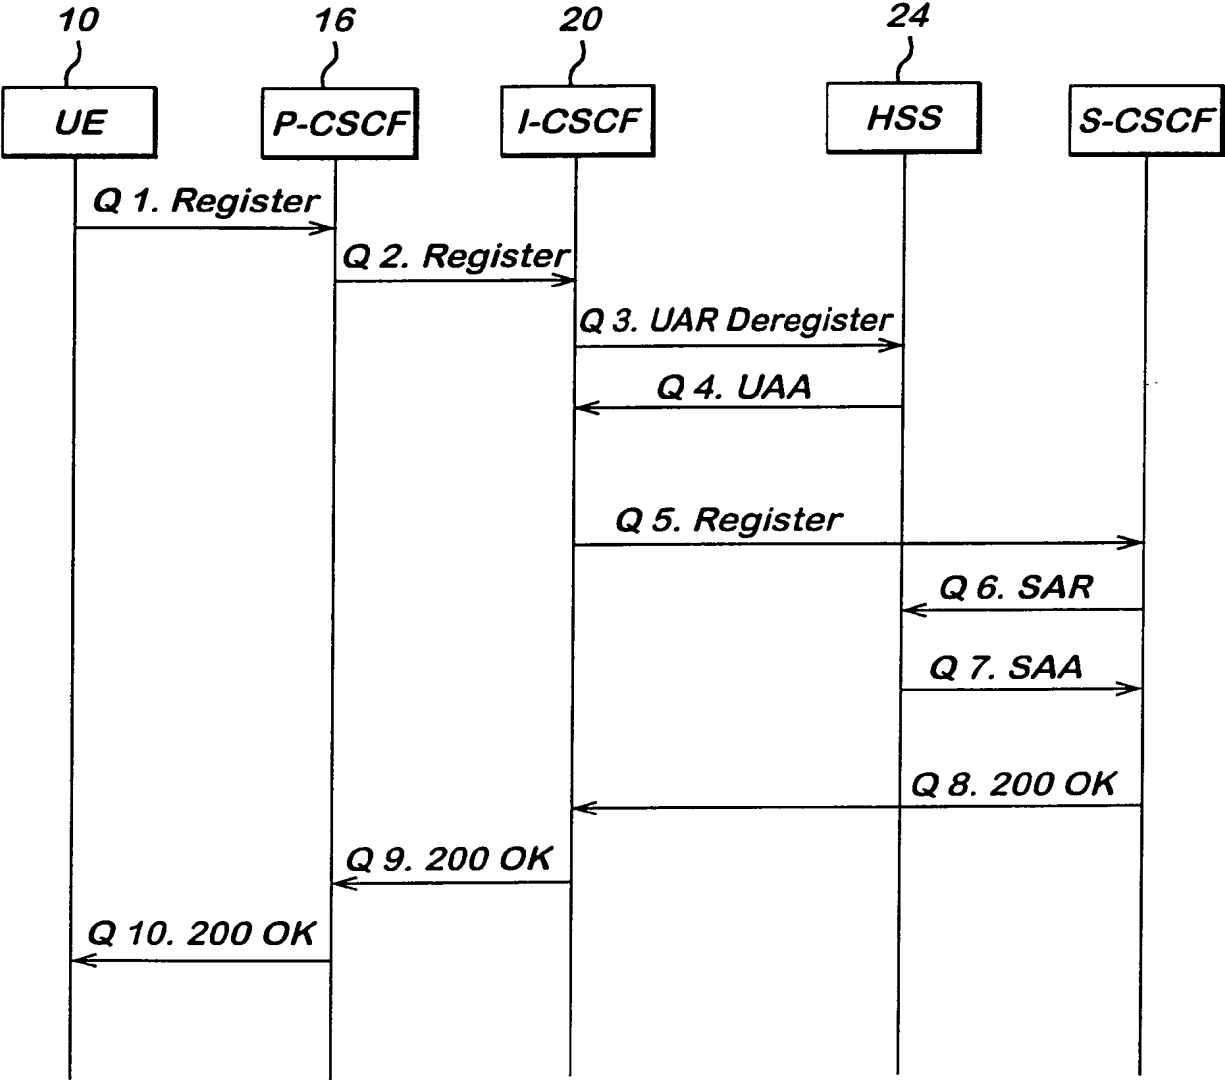 10 16 20 24
UE P-CSCF I-CSCF HSS S-CSCF
Q 1. Register
Q 2. Register
Q 3. UAR Deregister
Q 4. UAA
Q 5. Register
Q 6. SAR
Q 7. SAA
Q 8. 200 OK
Q 9. 200 OK
Q 10. 200 OK